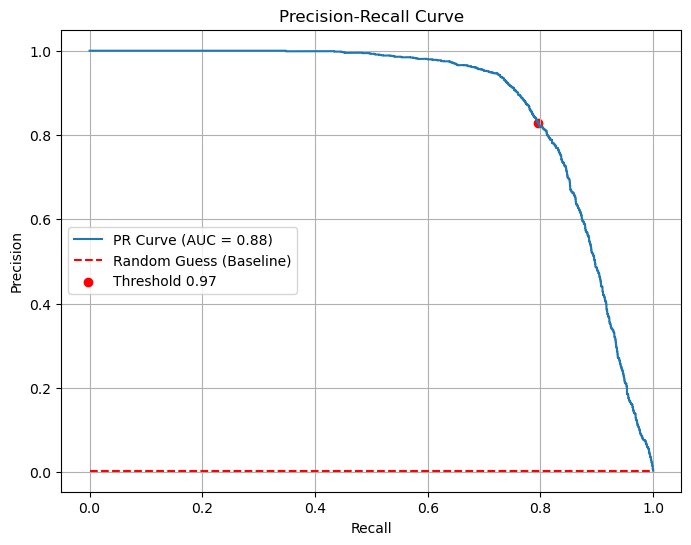 Precision-Recall Curve
1.0
0.8
0.6
0.4
0.2
0.0
Precision
PR Curve (AUC = 0.88)
Random Guess (Baseline)
Threshold 0.97
0.0 0.2 0.4 0.6 0.8 1.0
Recall